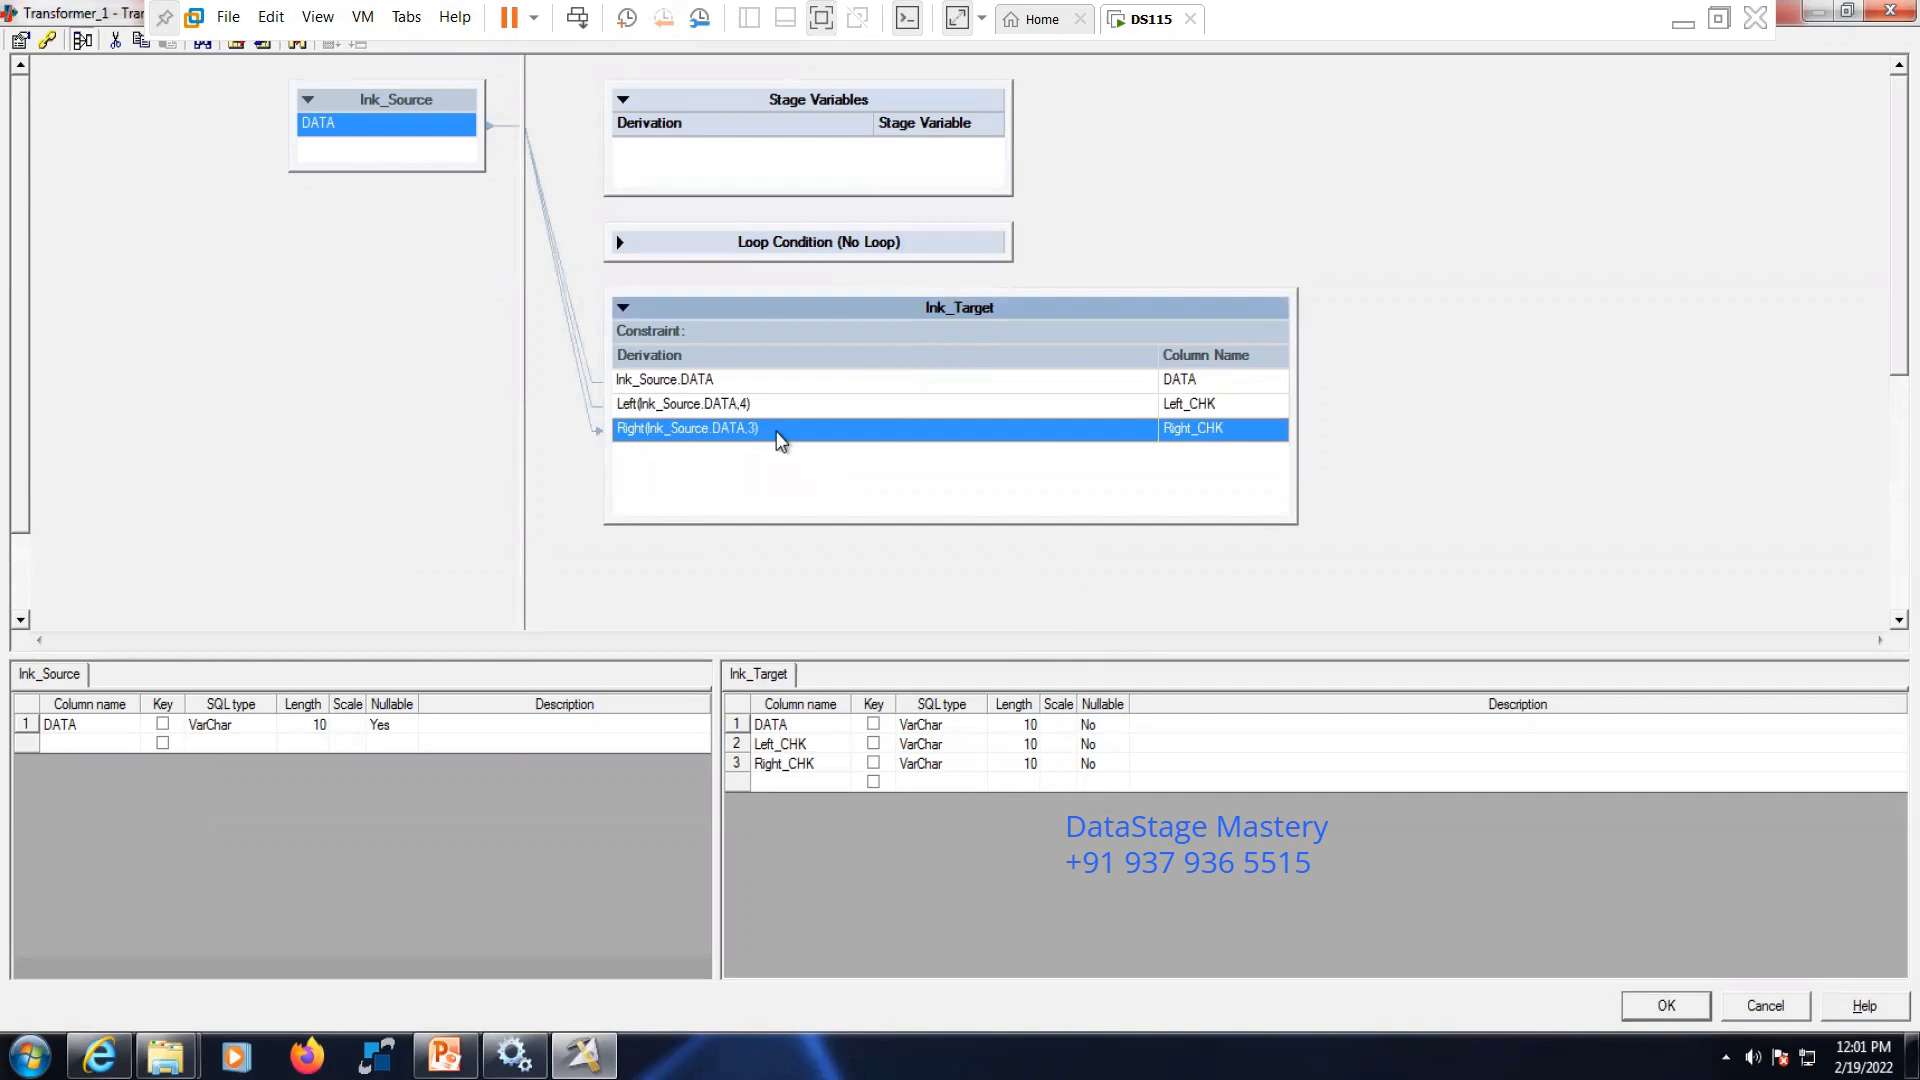 Transformer_1 - Trar
File Edit View VM Tabs Help
Home
DS115
lnk_Source
DATA
Stage Variables
Derivation Stage Variable
Loop Condition (No Loop)
lnk_Target
Constraint:
Derivation Column Name
lnk_Source.DATA DATA
Left(lnk_Source.DATA,4) Left_CHK
Right(lnk_Source.DATA,3) Right_CHK
lnk_Source
Column name Key SQL type Length Scale Nullable Description
1 DATA VarChar 10 Yes
lnk_Target
Column name Key SQL type Length Scale Nullable Description
1 DATA VarChar 10 No
2 Left_CHK VarChar 10 No
3 Right_CHK VarChar 10 No
DataStage Mastery
+91 937 936 5515
OK Cancel Help
12:01 PM
2/19/2022